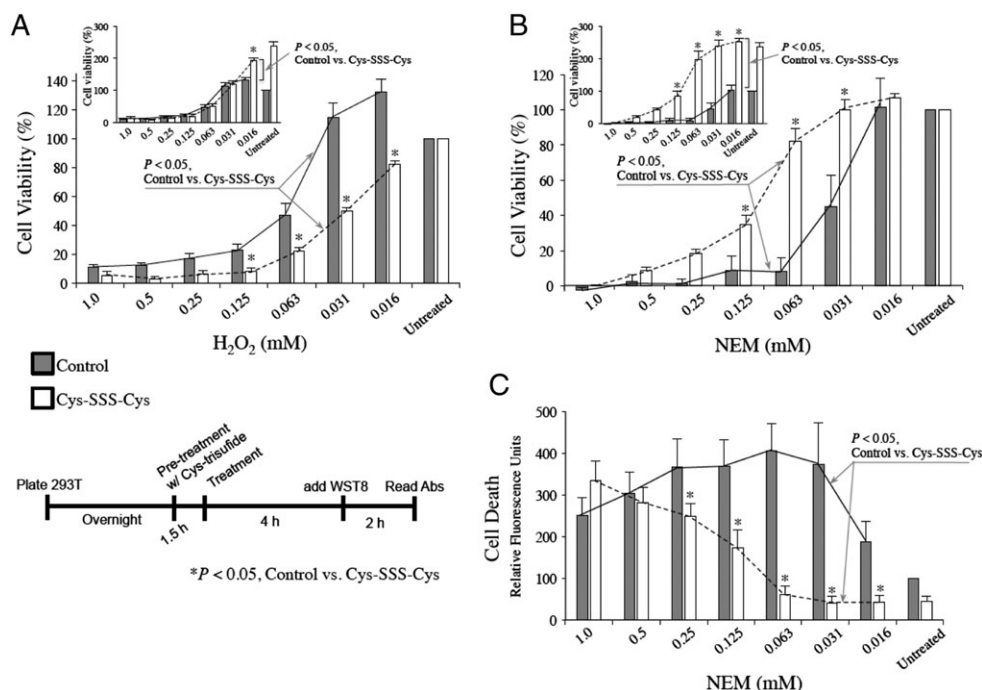 A
Cell viability (%)
300
200
100
0
*
P < 0.05,
Control vs. Cys-SSS-Cys
1.0
0.5
0.25
0.125
0.063
0.031
0.016
Untreated
Cell Viability (%)
140
120
100
80
60
40
20
0
P < 0.05,
Control vs. Cys-SSS-Cys
*
*
*
*
1.0
0.5
0.25
0.125
0.063
0.031
0.016
Untreated
H2O2 (mM)
B
Cell viability (%)
300
200
100
0
*
*
*
*
P < 0.05,
Control vs. Cys-SSS-Cys
1.0
0.5
0.25
0.125
0.063
0.031
0.016
Untreated
Cell Viability (%)
120
100
80
60
40
20
0
P < 0.05,
Control vs. Cys-SSS-Cys
*
*
*
1.0
0.5
0.25
0.125
0.063
0.031
0.016
Untreated
NEM (mM)
Control
Cys-SSS-Cys
Plate 293T
Pre-treatment
w/ Cys-trisufide
Treatment
add WST8
Read Abs
Overnight
1.5 h
4 h
2 h
*P < 0.05, Control vs. Cys-SSS-Cys
C
Cell Death
Relative Fluorescence Units
500
400
300
200
100
0
P < 0.05,
Control vs. Cys-SSS-Cys
*
*
*
*
*
1.0
0.5
0.25
0.125
0.063
0.031
0.016
Untreated
NEM (mM)